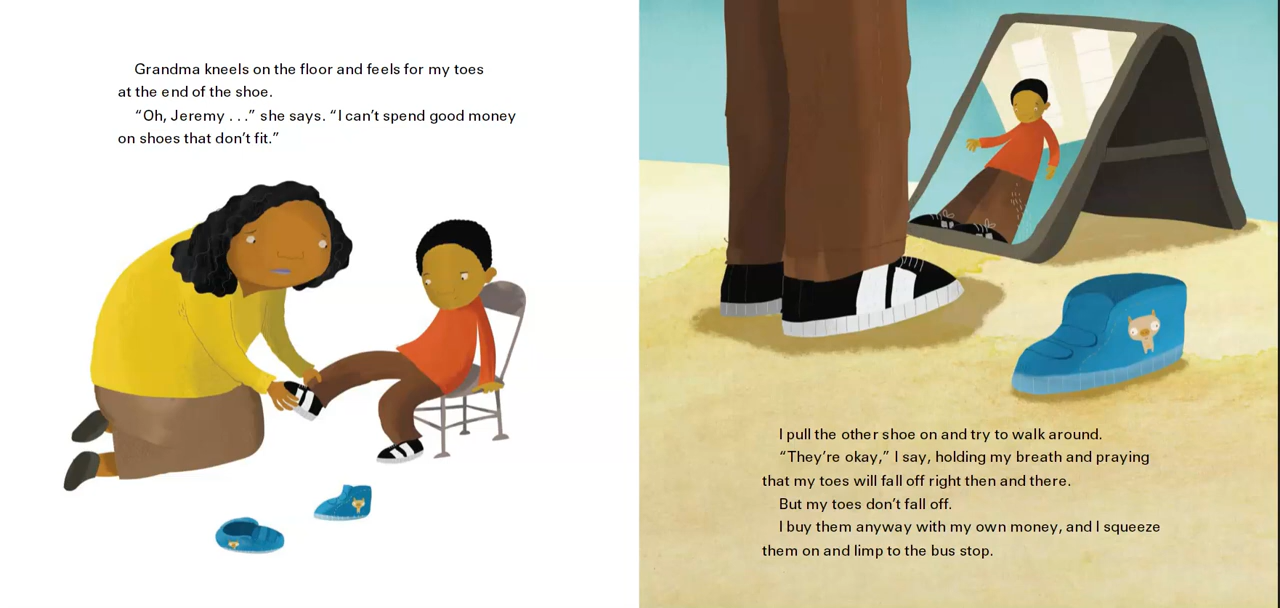 Grandma kneels on the floor and feels for my toes
at the end of the shoe.
“Oh, Jeremy . . .” she says. “I can’t spend good money
on shoes that don’t fit.”
I pull the other shoe on and try to walk around.
“They’re okay,” I say, holding my breath and praying
that my toes will fall off right then and there.
But my toes don’t fall off.
I buy them anyway with my own money, and I squeeze
them on and limp to the bus stop.